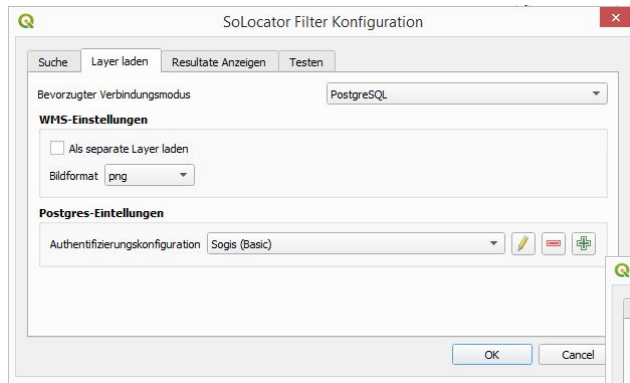 SoLocator Filter Konfiguration
Suche Layer laden Resultate Anzeigen Testen
Bevorzugter Verbindungsmodus PostgreSQL
WMS-Einstellungen
Als separate Layer laden
Bildformat png
Postgres-Eintellungen
Authentifizierungskonfiguration Sogis (Basic)
OK Cancel